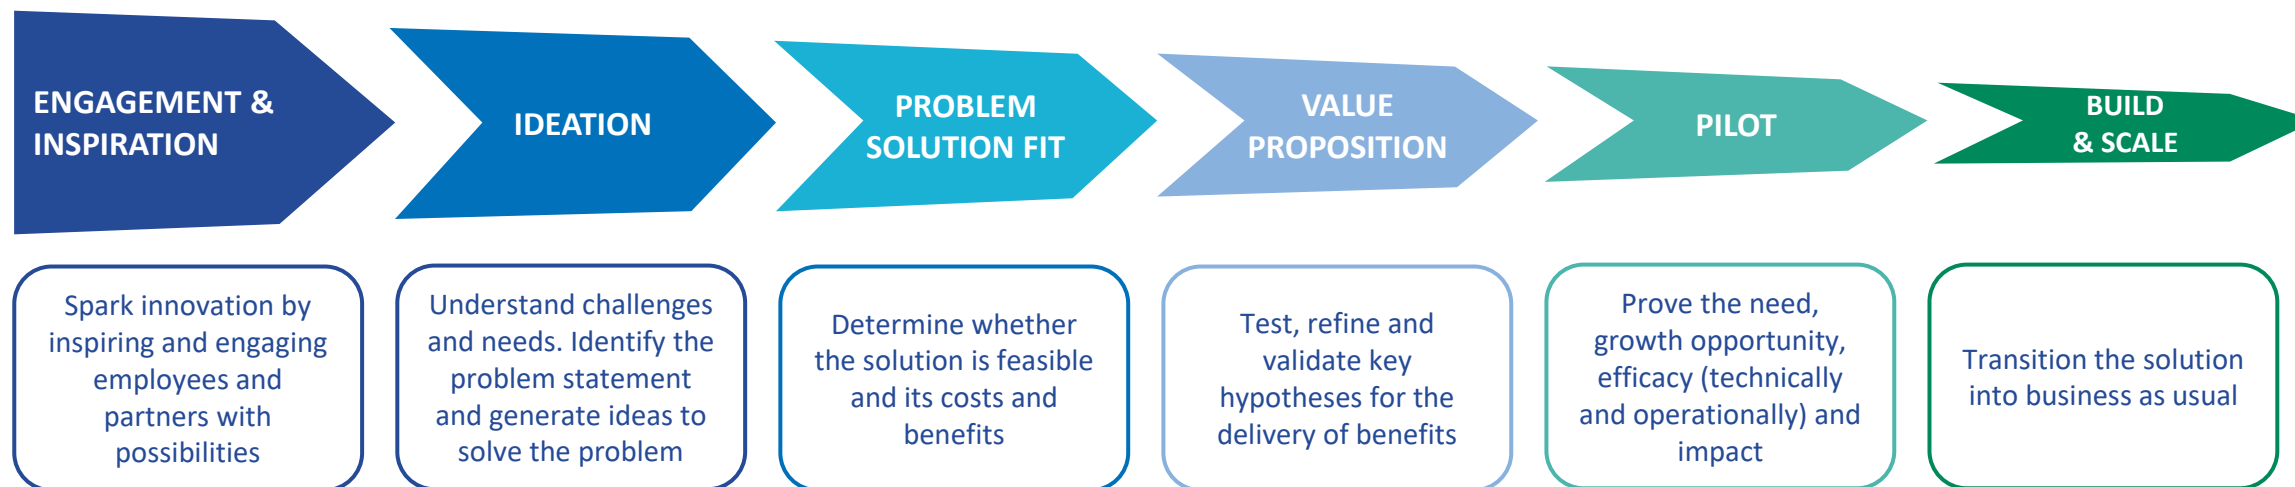 ENGAGEMENT &
INSPIRATION
IDEATION
PROBLEM
SOLUTION FIT
VALUE
PROPOSITION
PILOT
BUILD
& SCALE
Spark innovation by
inspiring and engaging
employees and
partners with
possibilities
Understand challenges
and needs. Identify the
problem statement
and generate ideas to
solve the problem
Determine whether
the solution is feasible
and its costs and
benefits
Test, refine and
validate key
hypotheses for the
delivery of benefits
Prove the need,
growth opportunity,
efficacy (technically
and operationally) and
impact
Transition the solution
into business as usual